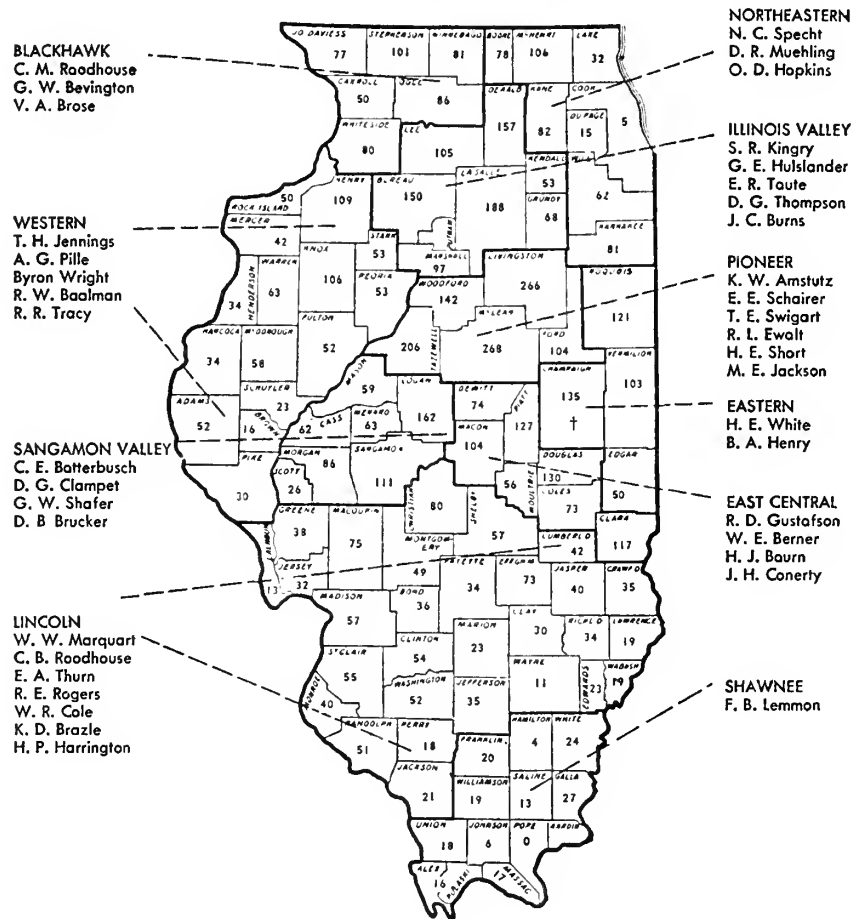 BLACKHAWK
C. M. Roodhouse
G. W. Bevington
V. A. Brose
WESTERN
T. H. Jennings
A. G. Pille
Byron Wright
R. W. Baalman
R. R. Tracy
SANGAMON VALLEY
C. E. Batterbusch
D. G. Clampet
G. W. Shafer
D. B Brucker
LINCOLN
W. W. Marquart
C. B. Roodhouse
E. A. Thurn
R. E. Rogers
W. R. Cole
K. D. Brazle
H. P. Harrington
NORTHEASTERN
N. C. Specht
D. R. Muehling
O. D. Hopkins
ILLINOIS VALLEY
S. R. Kingry
G. E. Hulslander
E. R. Taute
D. G. Thompson
J. C. Burns
PIONEER
K. W. Amstutz
E. E. Schairer
T. E. Swigart
R. L. Ewalt
H. E. Short
M. E. Jackson
EASTERN
H. E. White
B. A. Henry
EAST CENTRAL
R. D. Gustafson
W. E. Berner
H. J. Baurn
J. H. Conerty
SHAWNEE
F. B. Lemmon
JO DAVIESS 77
STEPHENSON 101
WINNEBAGO 81
BOONE 78
McHENRY 106
LAKE 32
CARROLL 50
OGLE 86
DEKALB 157
KANE 82
COOK 5
DU PAGE 15
WHITESIDE 80
LEE 105
KENDALL 53
WILL 62
ROCK ISLAND 50
HENRY 109
BUREAU 150
LASALLE 188
GRUNDY 68
MERCER 42
STARK 53
PUTNAM
KANKAKEE 81
MARSHALL 97
KNOX 106
HENDERSON 34
WARREN 63
PEORIA 53
WOODFORD 142
LIVINGSTON 266
IROQUOIS 121
HANCOCK 34
McDONOUGH 58
FULTON 52
TAZEWELL 206
McLEAN 268
FORD 104
MASON 59
LOGAN 162
DEWITT 74
PIATT 127
CHAMPAIGN 135
†
VERMILION 103
ADAMS 52
SCHUYLER 23
BROWN 16
CASS 62
MENARD 63
MACON 104
PIKE 30
SCOTT 26
MORGAN 86
SANGAMON 111
CHRISTIAN 80
MOULTRIE 56
DOUGLAS 130
COLES 73
EDGAR 50
SHELBY 57
CUMBERL'D 42
CLARK 117
GREENE 38
CALHOUN 13
JERSEY 32
MACOUPIN 75
MONTGOMERY 49
FAYETTE 34
EFFGHAM 73
JASPER 40
CRAWF'D 35
MADISON 57
BOND 36
CLAY 30
RICHL'D 34
LAWRENCE 19
CLINTON 54
MARION 23
ST CLAIR 55
WASHINGTON 52
JEFFERSON 35
WAYNE 11
EDWARDS 23
WABASH 19
MONROE 40
RANDOLPH 51
PERRY 18
FRANKLIN 20
HAMILTON 4
WHITE 24
JACKSON 21
WILLIAMSON 19
SALINE 13
GALLA 27
UNION 18
JOHNSON 6
POPE 0
HARDIN
ALEX 16
PULASKI
MASSAC 17